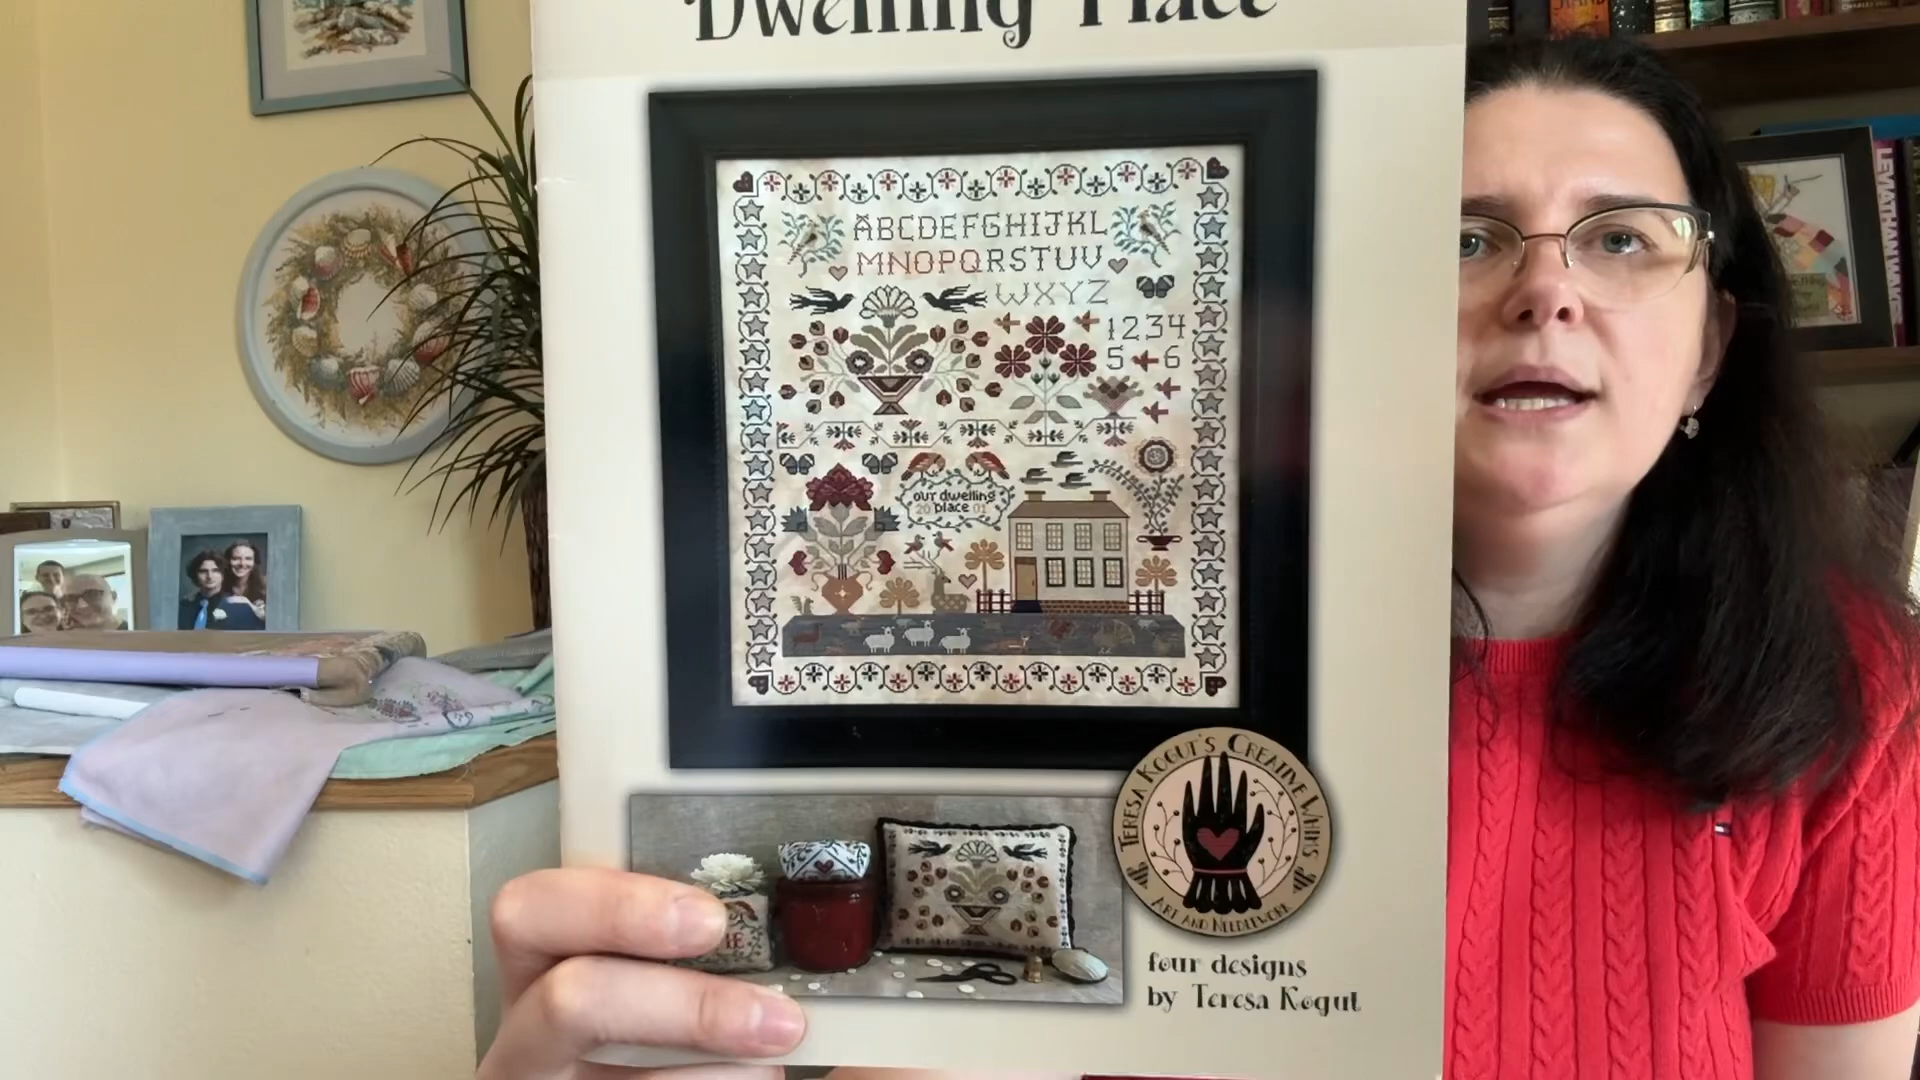 Dwelling Place
ABCDEFGHIJKL
MNOPQRSTUV
WXYZ
1234
5 6
our dwelling
20 place 01
TERESA KOGUT'S CREATIVE WHIMS
ART AND NEEDLEWORK
four designs
by Teresa Kogut
LEVIATHAN WAKES